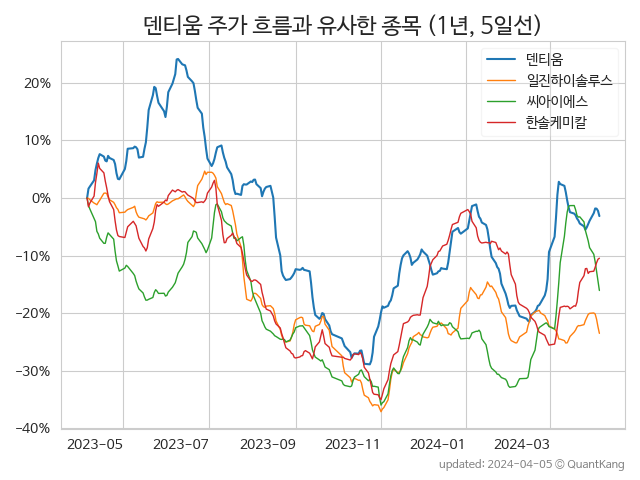 덴티움 주가 흐름과 유사한 종목 (1년, 5일선)
덴티움
일진하이솔루스
씨아이에스
한솔케미칼
20%
10%
0%
−10%
−20%
−30%
−40%
2023-05 2023-07 2023-09 2023-11 2024-01 2024-03
updated: 2024-04-05 © QuantKang